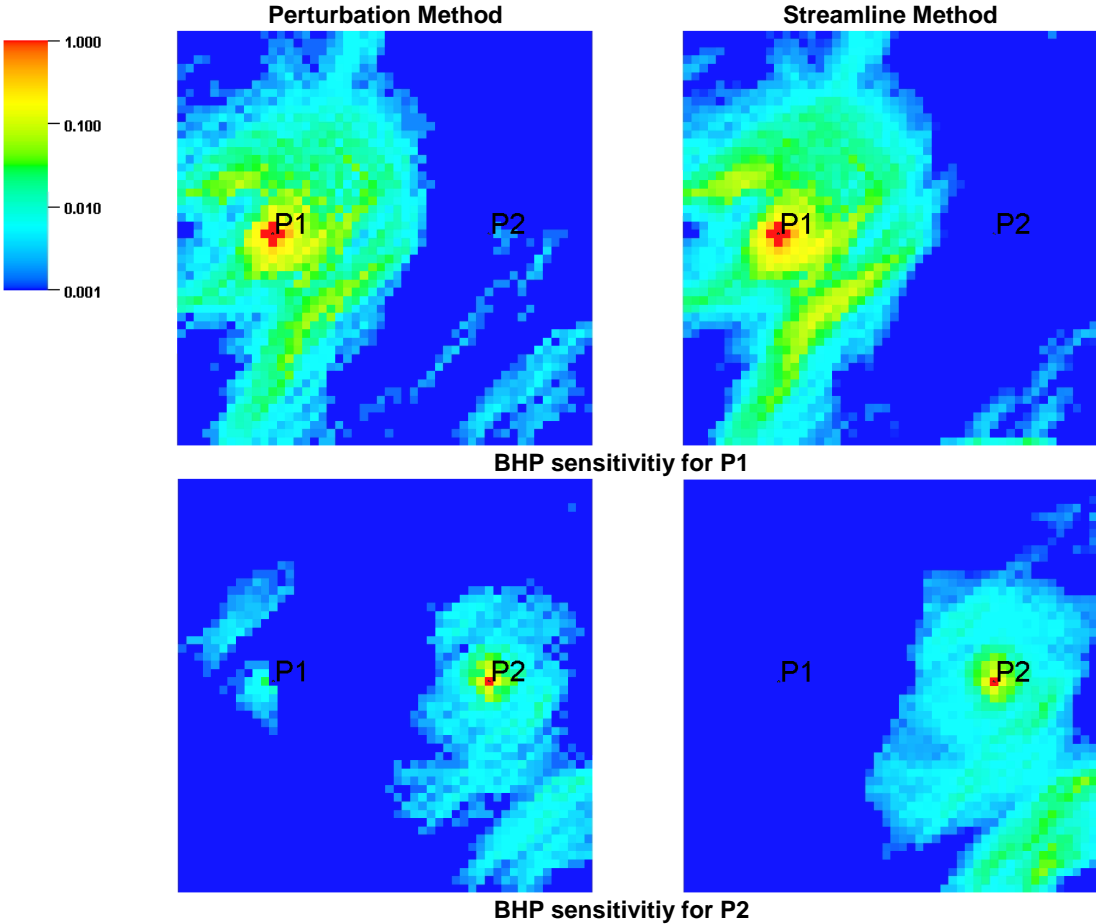 Perturbation Method
Streamline Method
1.000
0.100
0.010
0.001
P1
P2
P1
P2
BHP sensitivitiy for P1
P1
P2
P1
P2
BHP sensitivitiy for P2